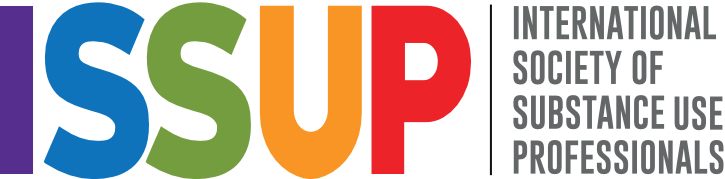 ISSUP
INTERNATIONAL
SOCIETY OF
SUBSTANCE USE
PROFESSIONALS